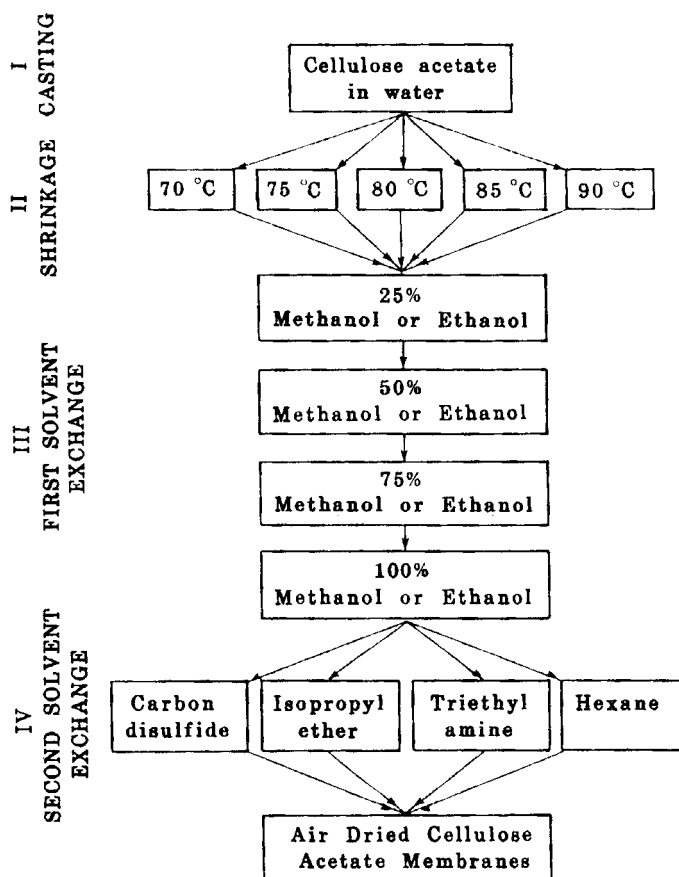 I
CASTING
Cellulose acetate
in water
II
SHRINKAGE
70 °C
75 °C
80 °C
85 °C
90 °C
25%
Methanol or Ethanol
III
FIRST SOLVENT
EXCHANGE
50%
Methanol or Ethanol
75%
Methanol or Ethanol
100%
Methanol or Ethanol
IV
SECOND SOLVENT
EXCHANGE
Carbon
disulfide
Isopropyl
ether
Triethyl
amine
Hexane
Air Dried Cellulose
Acetate Membranes